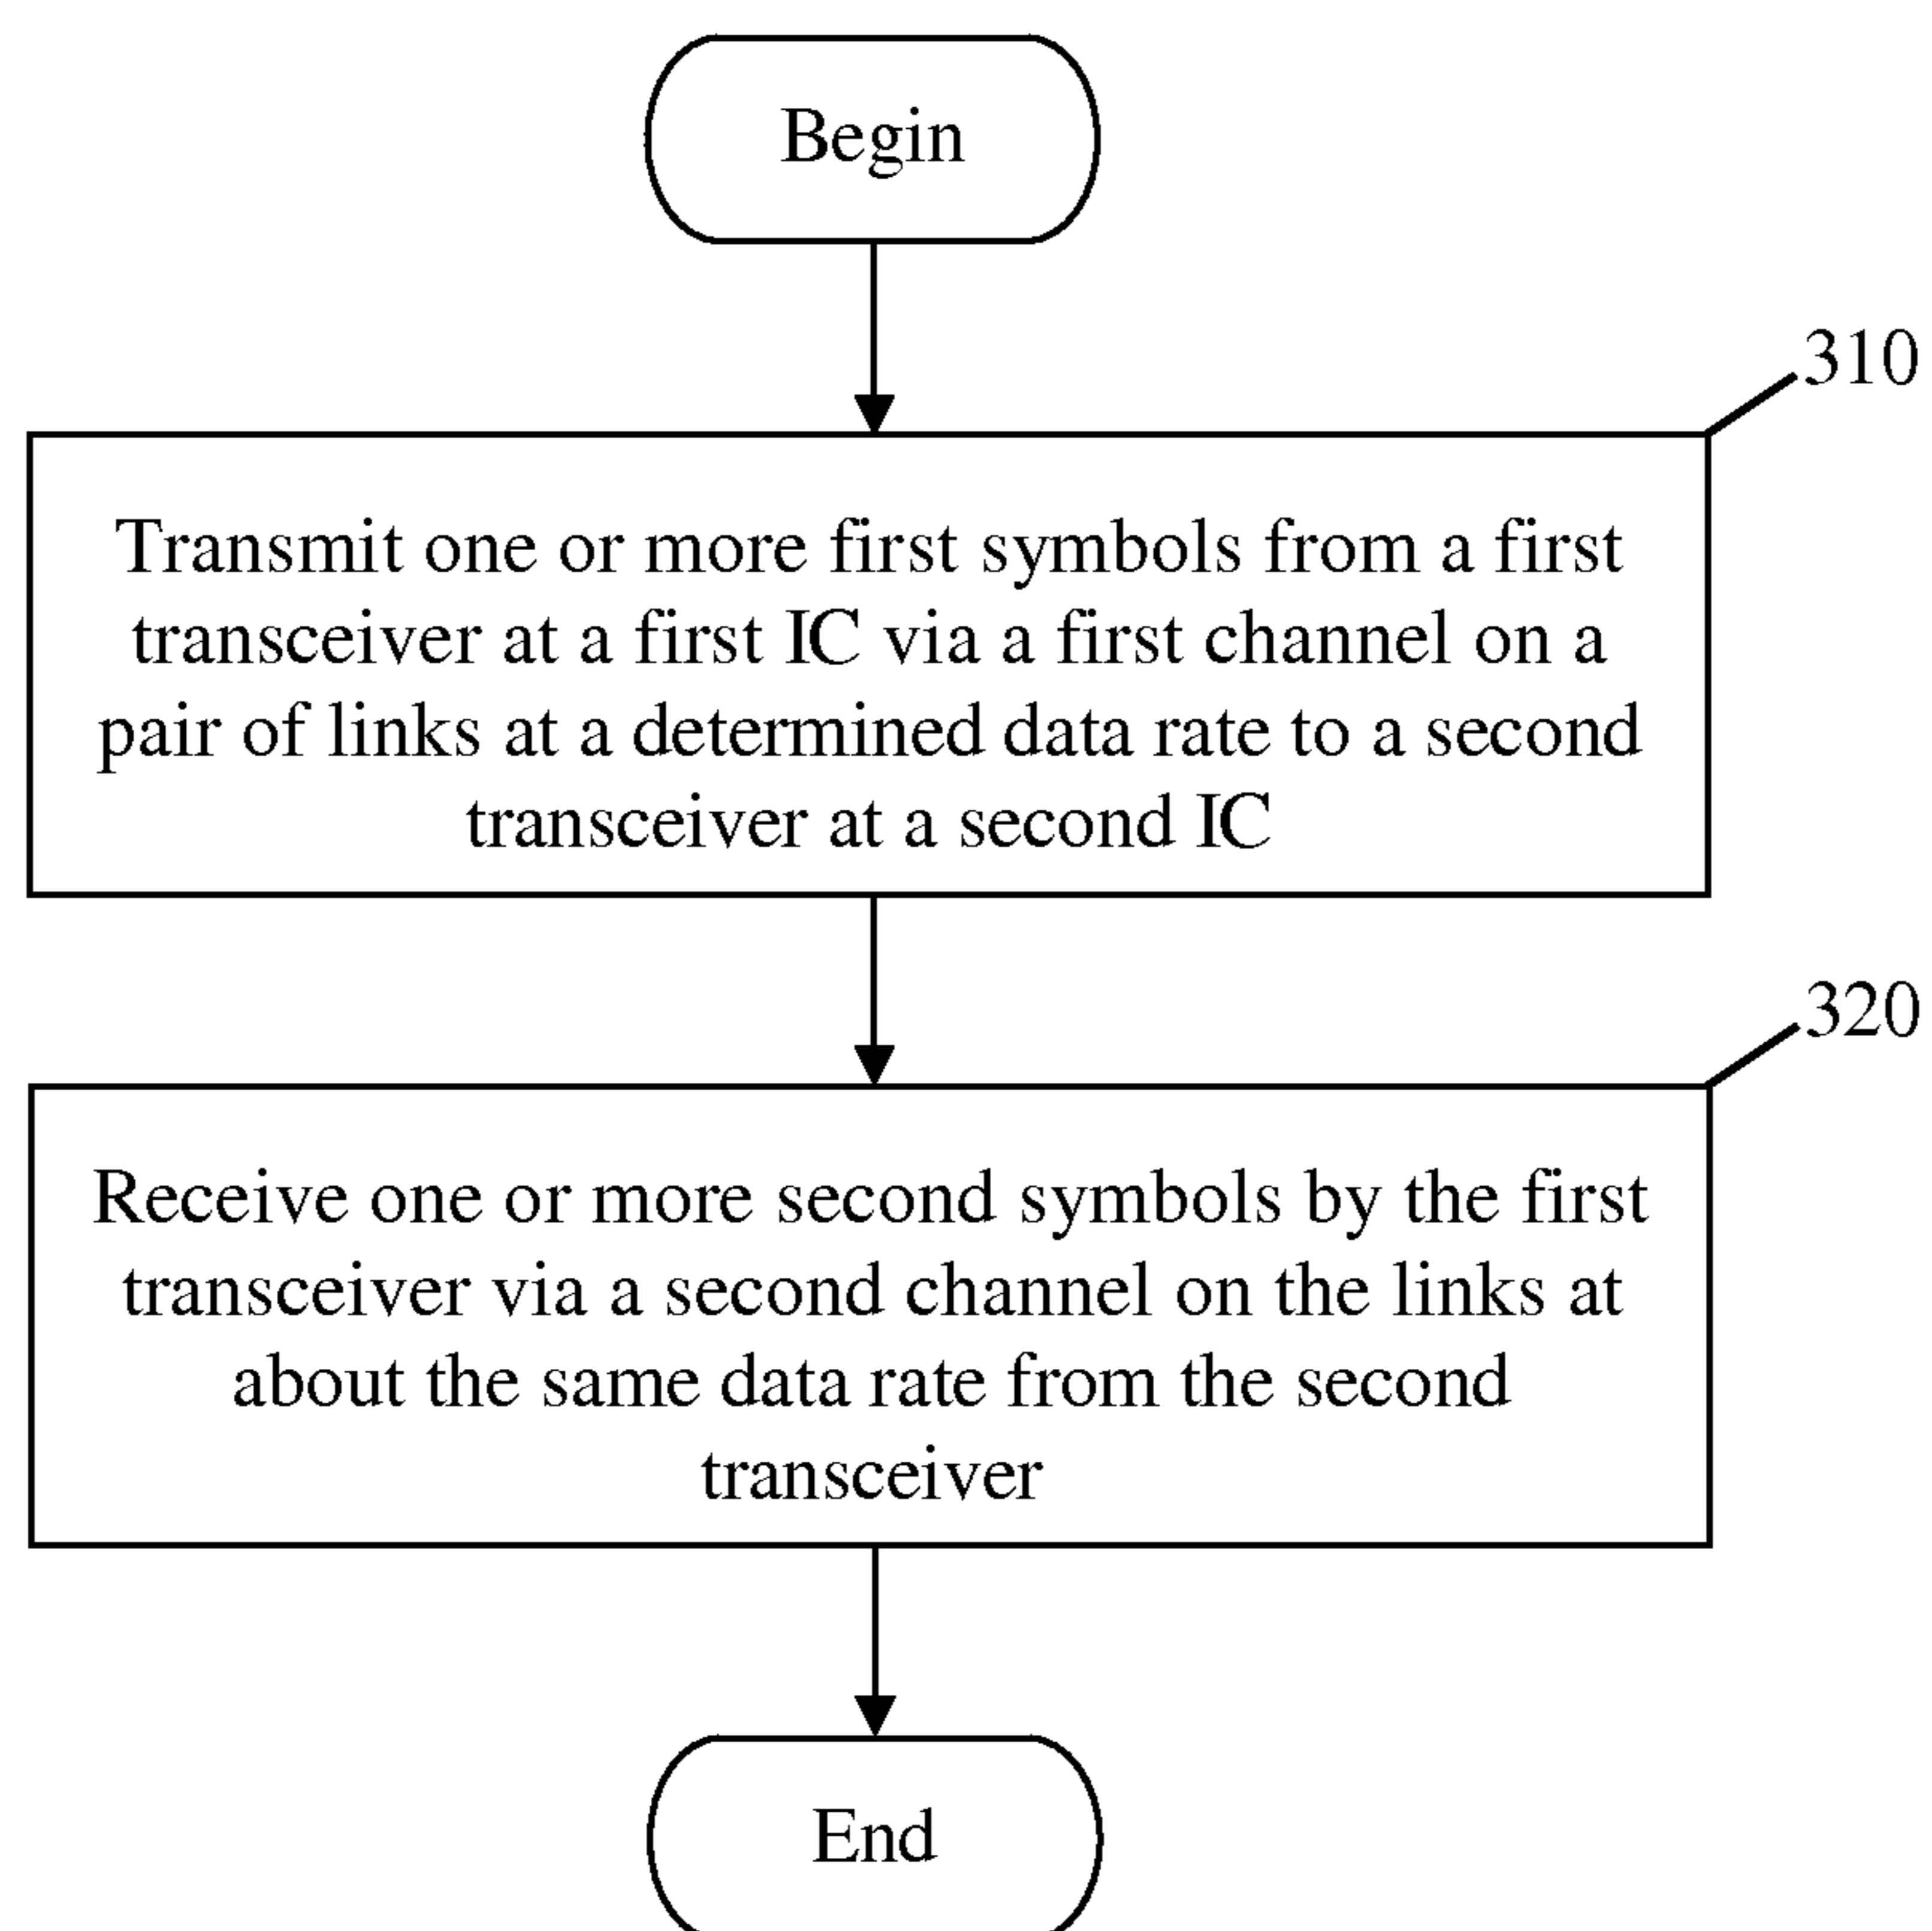 Begin
310
Transmit one or more first symbols from a first
transceiver at a first IC via a first channel on a
pair of links at a determined data rate to a second
transceiver at a second IC
320
Receive one or more second symbols by the first
transceiver via a second channel on the links at
about the same data rate from the second
transceiver
End